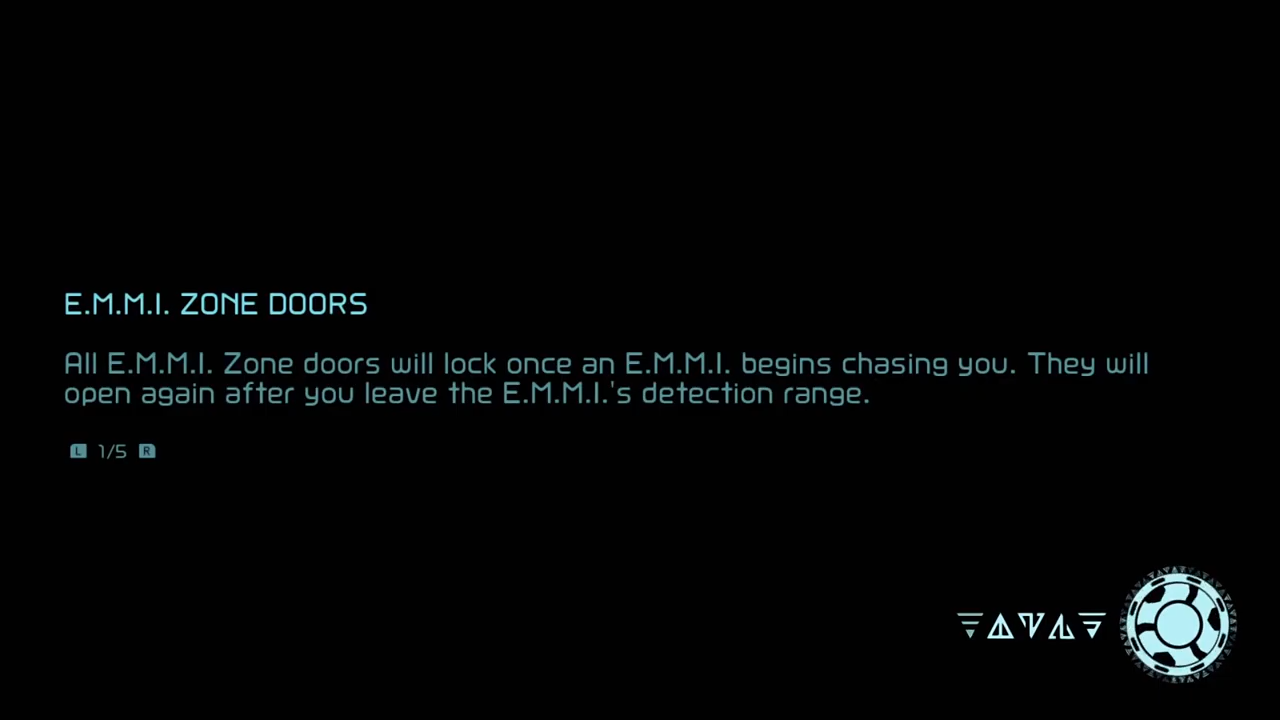 E.M.M.I. ZONE DOORS
All E.M.M.I. Zone doors will lock once an E.M.M.I. begins chasing you. They will
open again after you leave the E.M.M.I.'s detection range.
L 1/5 R